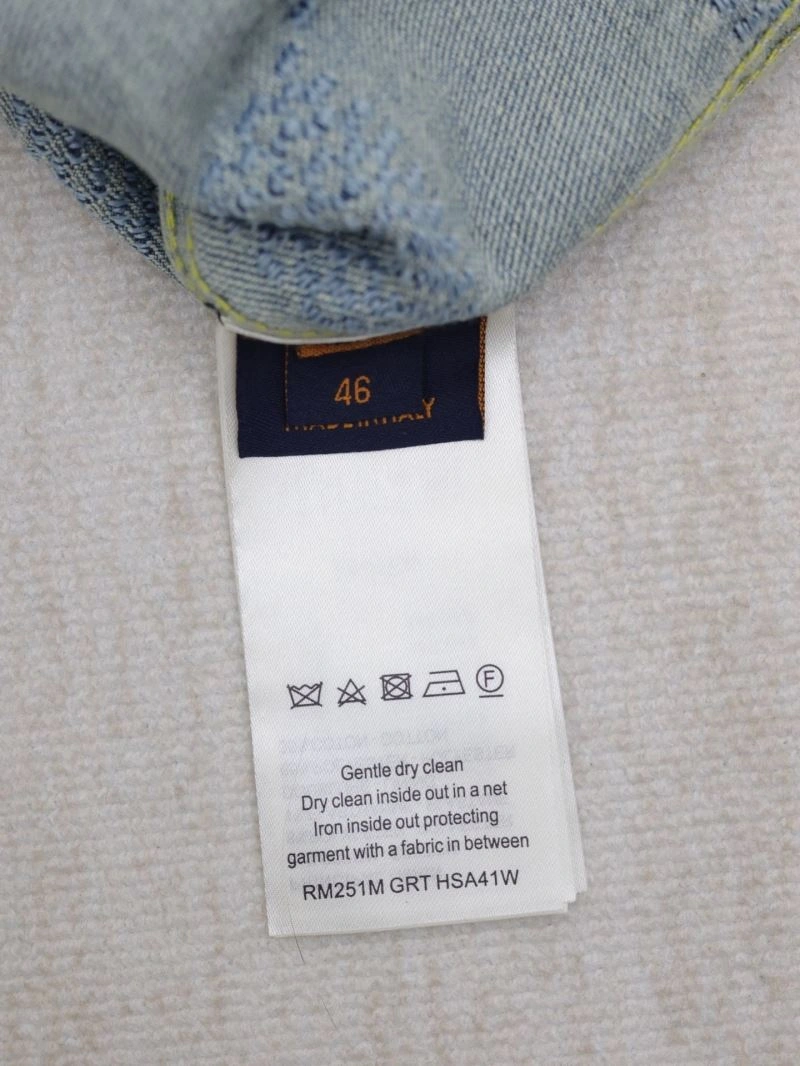 46
F
Gentle dry clean
Dry clean inside out in a net
Iron inside out protecting
garment with a fabric in between
RM251M GRT HSA41W